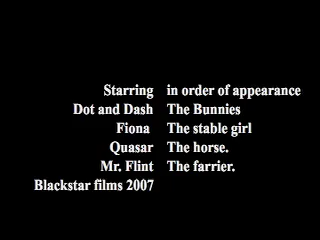 Starring in order of appearance
Dot and Dash The Bunnies
Fiona The stable girl
Quasar The horse.
Mr. Flint The farrier.
Blackstar films 2007